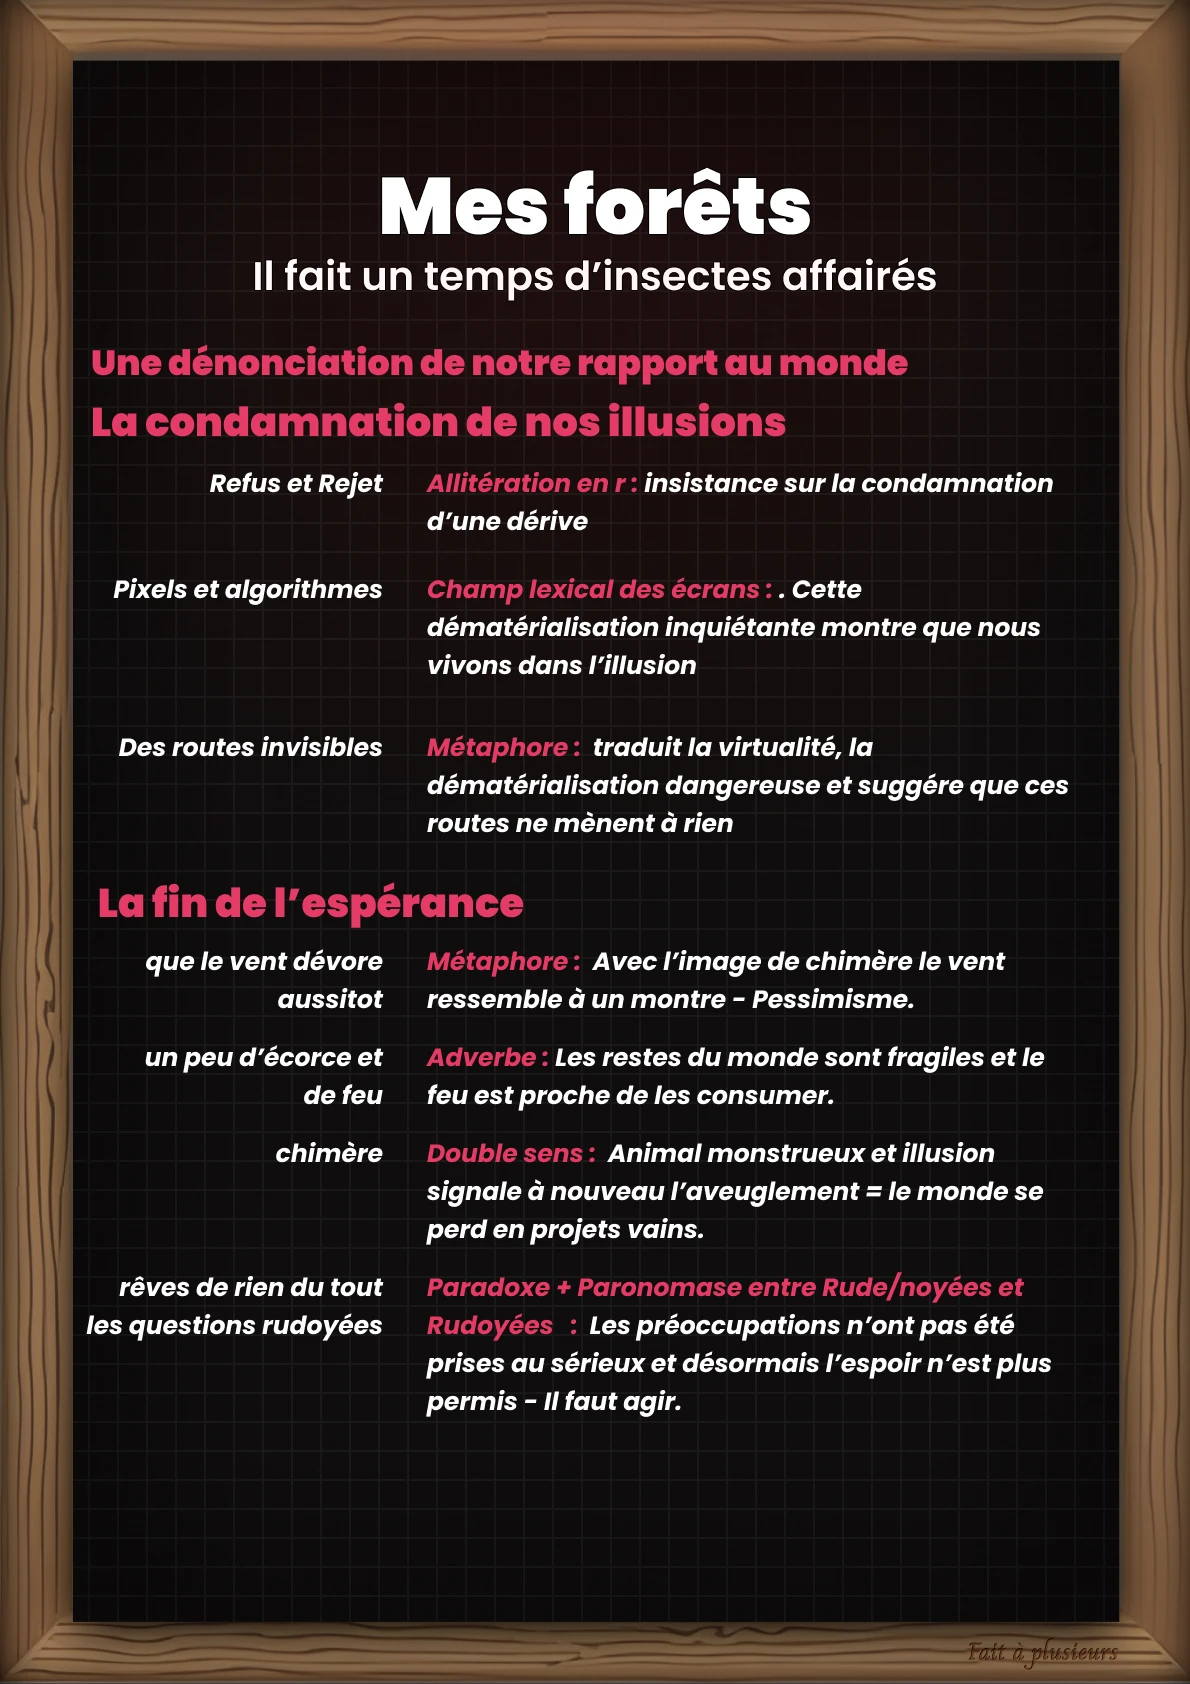 Mes forêts
Il fait un temps d’insectes affairés
Une dénonciation de notre rapport au monde
La condamnation de nos illusions
Refus et Rejet
Allitération en r : insistance sur la condamnation
d’une dérive
Pixels et algorithmes
Champ lexical des écrans : . Cette
dématérialisation inquiétante montre que nous
vivons dans l’illusion
Des routes invisibles
Métaphore : traduit la virtualité, la
dématérialisation dangereuse et suggére que ces
routes ne mènent à rien
La fin de l’espérance
que le vent dévore
aussitot
Métaphore : Avec l’image de chimère le vent
ressemble à un montre - Pessimisme.
un peu d’écorce et
de feu
Adverbe : Les restes du monde sont fragiles et le
feu est proche de les consumer.
chimère
Double sens : Animal monstrueux et illusion
signale à nouveau l’aveuglement = le monde se
perd en projets vains.
rêves de rien du tout
les questions rudoyées
Paradoxe + Paronomase entre Rude/noyées et
Rudoyées : Les préoccupations n’ont pas été
prises au sérieux et désormais l’espoir n’est plus
permis - Il faut agir.
Fait à plusieurs